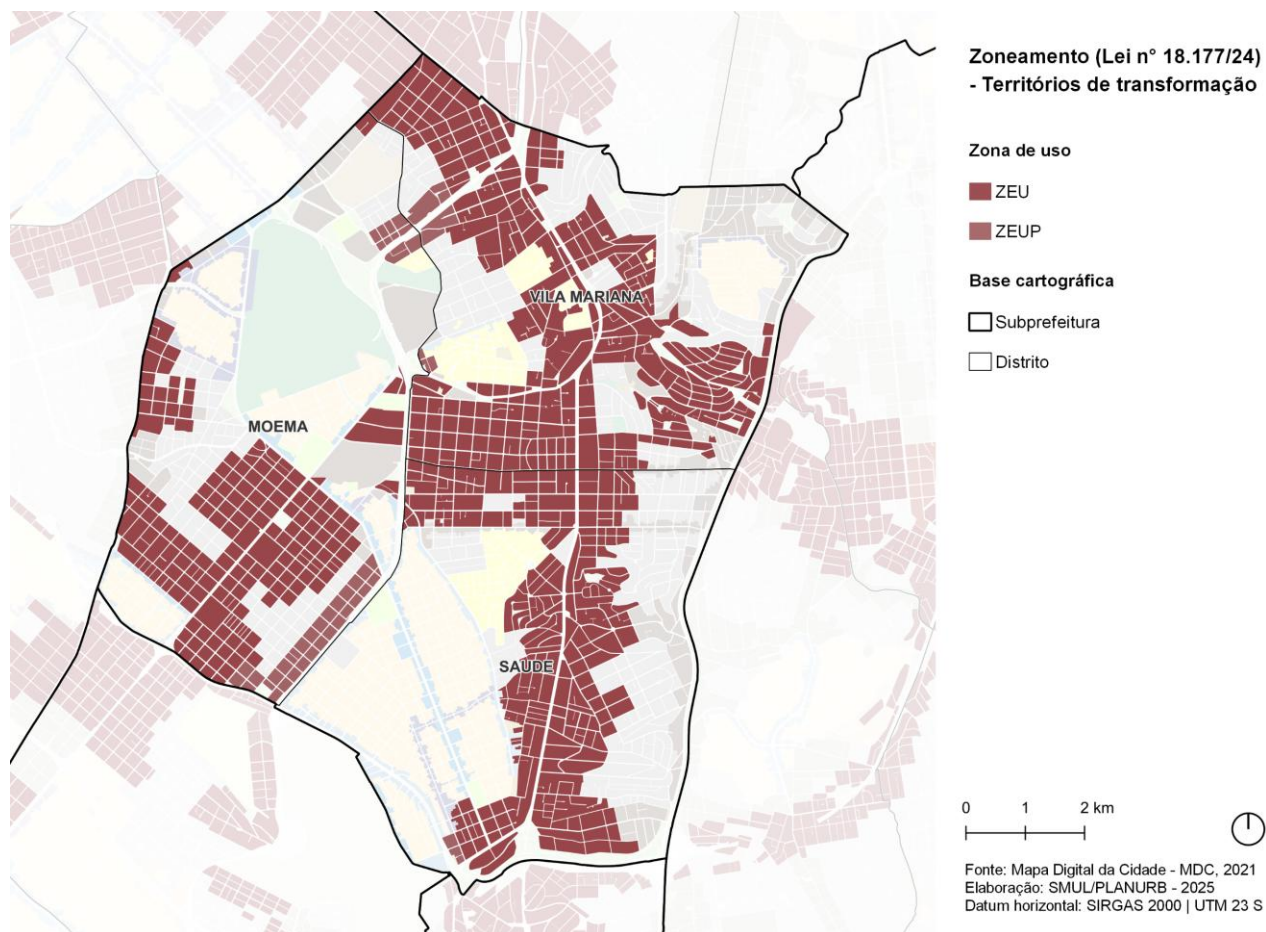 Zoneamento (Lei n° 18.177/24)
- Territórios de transformação
Zona de uso
ZEU
ZEUP
Base cartográfica
Subprefeitura
Distrito
VILA MARIANA
MOEMA
SAÚDE
0 1 2 km
Fonte: Mapa Digital da Cidade - MDC, 2021
Elaboração: SMUL/PLANURB - 2025
Datum horizontal: SIRGAS 2000 | UTM 23 S